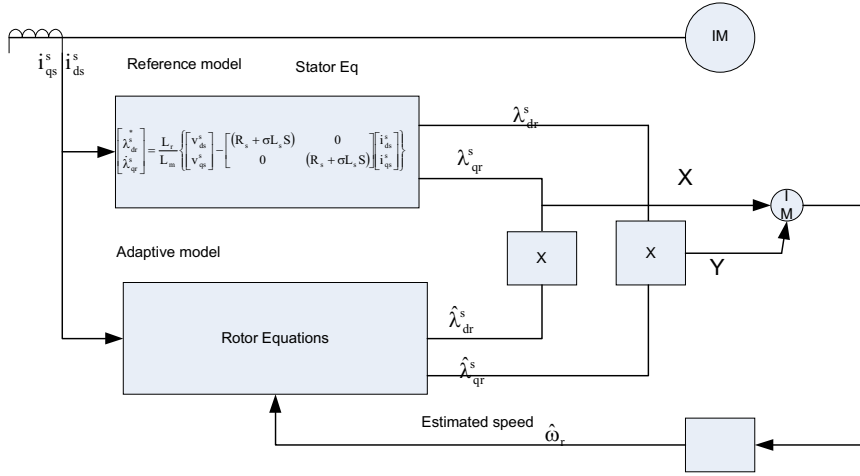 IM
i^s_qs i^s_ds
Reference model Stator Eq
[λ̇^s_dr λ̇^s_qr] = L_r/L_m {[v^s_ds v^s_qs] − [(R_s + σL_sS) 0 0 (R_s + σL_sS)] [i^s_ds i^s_qs]}
λ^s_dr
λ^s_qr
X
I
M
Adaptive model
X
X
Y
Rotor Equations
λ̂^s_dr
λ̂^s_qr
Estimated speed
ω̂_r